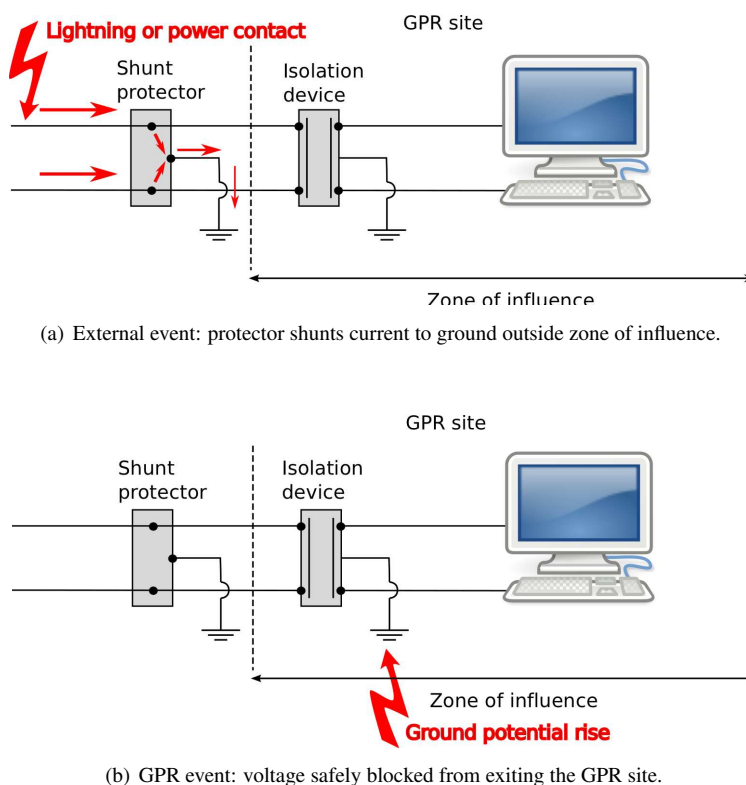 Lightning or power contact
GPR site
Shunt
protector
Isolation
device
Zone of influence
(a) External event: protector shunts current to ground outside zone of influence.
GPR site
Shunt
protector
Isolation
device
Zone of influence
Ground potential rise
(b) GPR event: voltage safely blocked from exiting the GPR site.